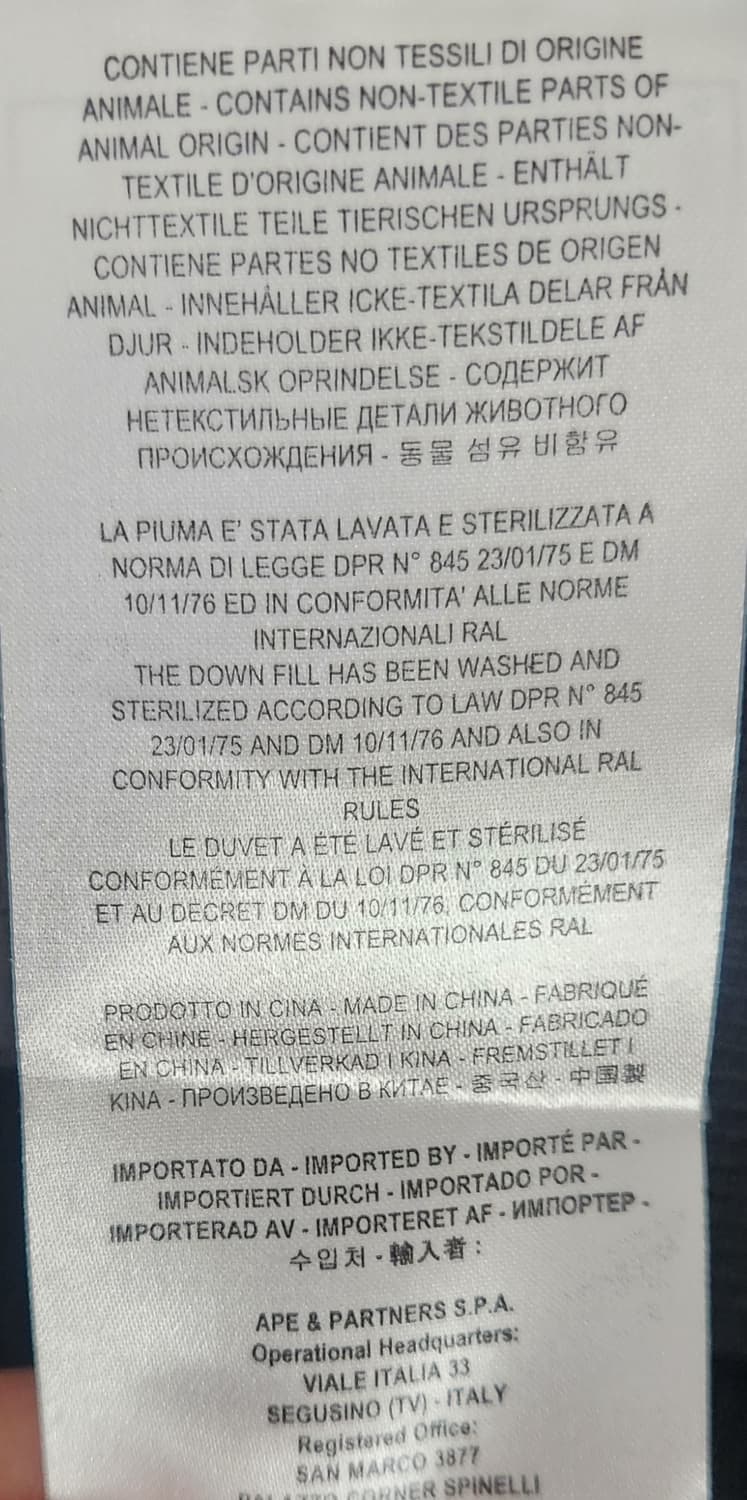 CONTIENE PARTI NON TESSILI DI ORIGINE
ANIMALE - CONTAINS NON-TEXTILE PARTS OF
ANIMAL ORIGIN - CONTIENT DES PARTIES NON-
TEXTILE D'ORIGINE ANIMALE - ENTHÄLT
NICHTTEXTILE TEILE TIERISCHEN URSPRUNGS -
CONTIENE PARTES NO TEXTILES DE ORIGEN
ANIMAL - INNEHÅLLER ICKE-TEXTILA DELAR FRÅN
DJUR - INDEHOLDER IKKE-TEKSTILDELE AF
ANIMALSK OPRINDELSE - СОДЕРЖИТ
НЕТЕКСТИЛЬНЫЕ ДЕТАЛИ ЖИВОТНОГО
ПРОИСХОЖДЕНИЯ - 동물 섬유 비함유
LA PIUMA E' STATA LAVATA E STERILIZZATA A
NORMA DI LEGGE DPR N° 845 23/01/75 E DM
10/11/76 ED IN CONFORMITA' ALLE NORME
INTERNAZIONALI RAL
THE DOWN FILL HAS BEEN WASHED AND
STERILIZED ACCORDING TO LAW DPR N° 845
23/01/75 AND DM 10/11/76 AND ALSO IN
CONFORMITY WITH THE INTERNATIONAL RAL
RULES
LE DUVET A ÉTÉ LAVÉ ET STÉRILISÉ
CONFORMÉMENT À LA LOI DPR N° 845 DU 23/01/75
ET AU DECRET DM DU 10/11/76, CONFORMÉMENT
AUX NORMES INTERNATIONALES RAL
PRODOTTO IN CINA - MADE IN CHINA - FABRIQUÉ
EN CHINE - HERGESTELLT IN CHINA - FABRICADO
EN CHINA - TILLVERKAD I KINA - FREMSTILLET I
KINA - ПРОИЗВЕДЕНО В КИТАЕ - 중국산 - 中国製
IMPORTATO DA - IMPORTED BY - IMPORTÉ PAR -
IMPORTIERT DURCH - IMPORTADO POR -
IMPORTERAD AV - IMPORTERET AF - ИМПОРТЕР -
수입처 - 輸入者 :
APE & PARTNERS S.P.A.
Operational Headquarters:
VIALE ITALIA 33
SEGUSINO (TV) - ITALY
Registered Office:
SAN MARCO 3877
PALAZZO CORNER SPINELLI